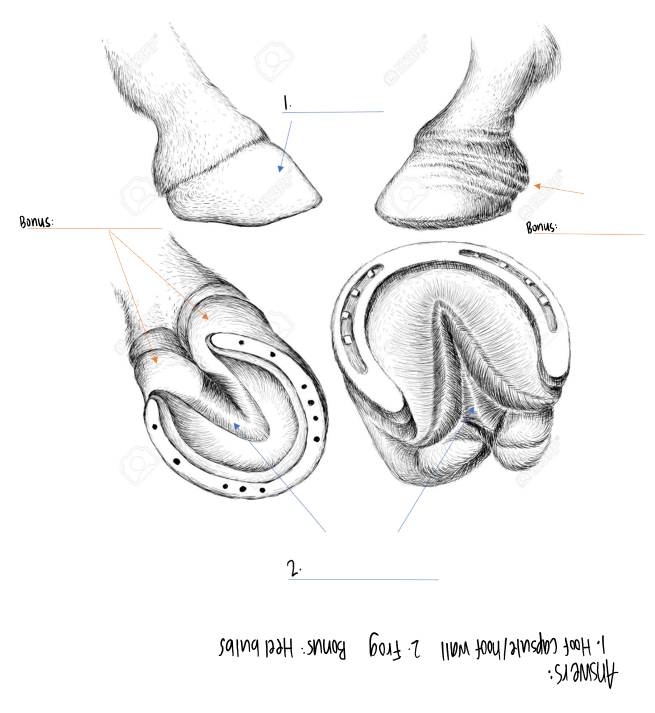 1.
Bonus:
Bonus:
2.
Answers:
1. Hoof capsule/hoof wall 2. Frog Bonus: Heel bulbs